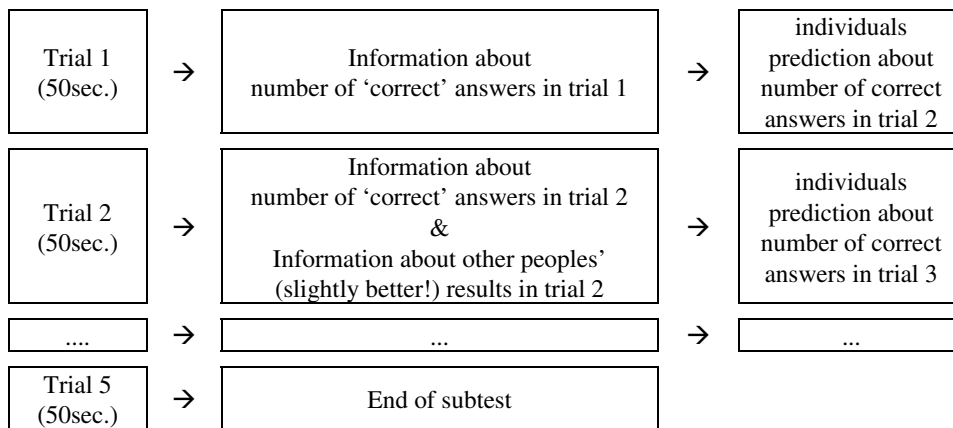 Trial 1
(50sec.)
→
Information about
number of ‘correct’ answers in trial 1
→
individuals
prediction about
number of correct
answers in trial 2
Trial 2
(50sec.)
→
Information about
number of ‘correct’ answers in trial 2
&
Information about other peoples’
(slightly better!) results in trial 2
→
individuals
prediction about
number of correct
answers in trial 3
....
→
...
→
...
Trial 5
(50sec.)
→
End of subtest